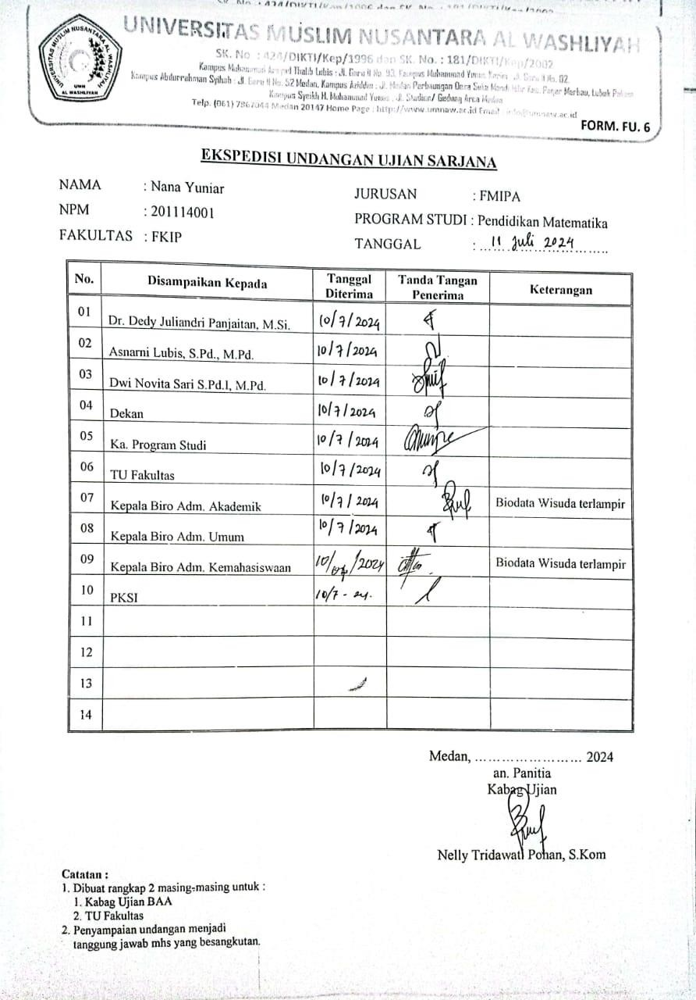 UNIVERSITAS MUSLIM NUSANTARA AL WASHLIYAH
SK. No : 424/DIKTI/Kep/1996 dan SK. No. : 181/DIKTI/Kep/2002
Kampus Muhammad Arsyad Thalib Lubis : Jl. Garu II No. 93, Kampus Muhammad Yunus Karim : Jl. Garu II No. 02,
Kampus Abdurrahman Syihab : Jl. Garu II No. 52 Medan, Kampus Aziddin : Jl. Medan Perbaungan Desa Suka Mandi Hilir Kec. Pagar Merbau, Lubuk Pakam
Kampus Syeikh H. Muhammad Yunus : Jl. Stadion/ Gedung Arca Medan
Telp. (061) 7867044 Medan 20147 Home Page : http://www.umnaw.ac.id Email : info@umnaw.ac.id
UNIVERSITAS MUSLIM NUSANTARA AL WASHLIYAH
UMN
AL WASHLIYAH
FORM. FU. 6
EKSPEDISI UNDANGAN UJIAN SARJANA
NAMA : Nana Yuniar
NPM : 201114001
FAKULTAS : FKIP
JURUSAN : FMIPA
PROGRAM STUDI : Pendidikan Matematika
TANGGAL : 11 Juli 2024
No. Disampaikan Kepada Tanggal Diterima Tanda Tangan Penerima Keterangan
01 Dr. Dedy Juliandri Panjaitan, M.Si. 10/7/2024
02 Asnarni Lubis, S.Pd., M.Pd. 10/7/2024
03 Dwi Novita Sari S.Pd.I, M.Pd. 10/7/2024
04 Dekan 10/7/2024
05 Ka. Program Studi 10/7/2024
06 TU Fakultas 10/7/2024
07 Kepala Biro Adm. Akademik 10/7/2024 Biodata Wisuda terlampir
08 Kepala Biro Adm. Umum 10/7/2024
09 Kepala Biro Adm. Kemahasiswaan 10/07/2024 Biodata Wisuda terlampir
10 PKSI 10/7 - 24.
11
12
13
14
Medan, ........................ 2024
an. Panitia
Kabag Ujian
Nelly Tridawati Pohan, S.Kom
Catatan :
1. Dibuat rangkap 2 masing-masing untuk :
1. Kabag Ujian BAA
2. TU Fakultas
2. Penyampaian undangan menjadi
tanggung jawab mhs yang besangkutan.